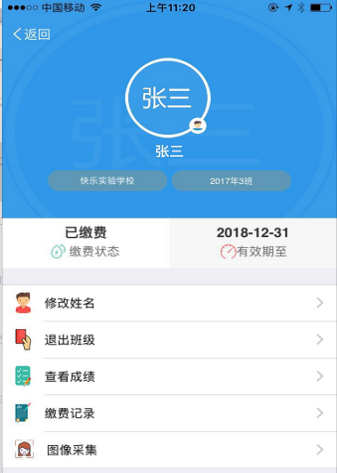 中国移动 上午11:20
返回
张三
张三
张三
快乐实验学校 2017年3班
已缴费 2018-12-31
缴费状态 有效期至
修改姓名
退出班级
查看成绩
缴费记录
图像采集